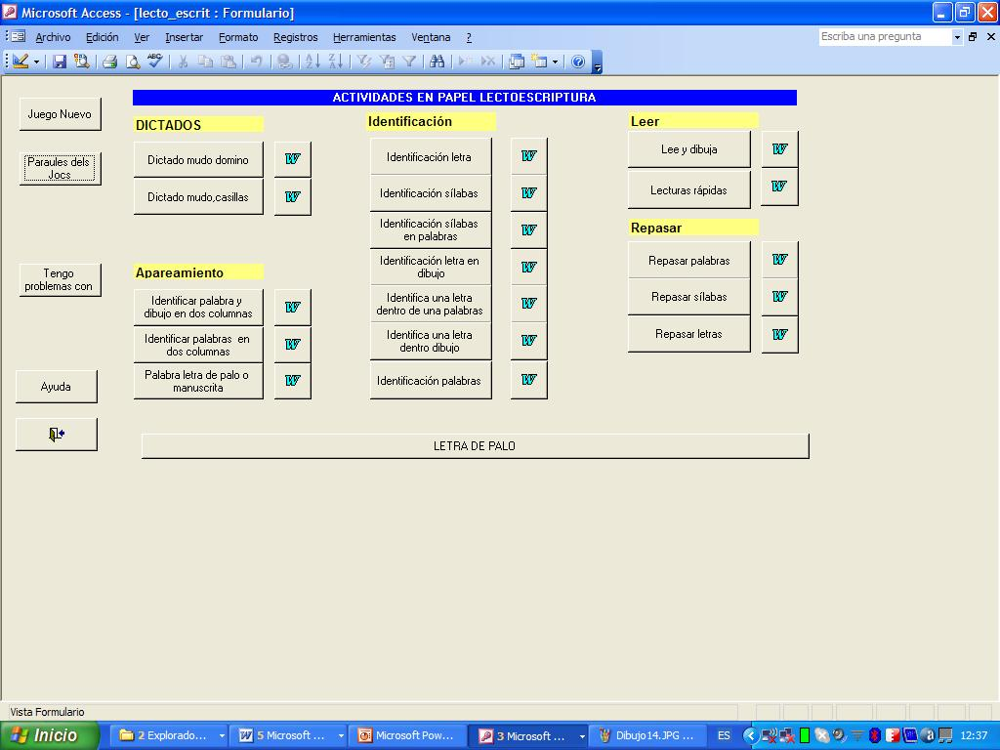 Microsoft Access - [lecto_escrit : Formulario]
Archivo Edición Ver Insertar Formato Registros Herramientas Ventana ?
Escriba una pregunta
ACTIVIDADES EN PAPEL LECTOESCRIPTURA
Juego Nuevo
Paraules dels
Jocs
Tengo
problemas con
Ayuda
DICTADOS
Dictado mudo domino
W
Dictado mudo,casillas
W
Apareamiento
Identificar palabra y
dibujo en dos columnas
W
Identificar palabras en
dos columnas
W
Palabra letra de palo o
manuscrita
W
Identificación
Identificación letra
W
Identificación sílabas
W
Identificación sílabas
en palabras
W
Identificación letra en
dibujo
W
Identifica una letra
dentro de una palabras
W
Identifica una letra
dentro dibujo
W
Identificación palabras
W
Leer
Lee y dibuja
W
Lecturas rápidas
W
Repasar
Repasar palabras
W
Repasar sílabas
W
Repasar letras
W
LETRA DE PALO
Vista Formulario
Inicio
2 Explorado...
5 Microsoft ...
Microsoft Pow...
3 Microsoft ...
Dibujo14.JPG ...
ES
12:37